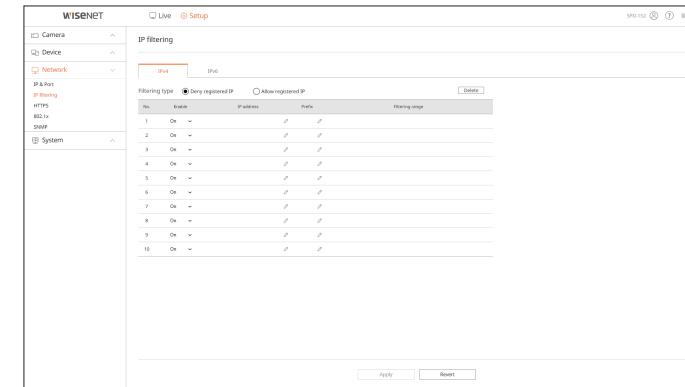 WISENET
Live Setup SPE-152
Camera
Device
Network
IP & Port
IP filtering
HTTPS
802.1x
SNMP
System
IP filtering
IPv4 IPv6
Filtering type Deny registered IP Allow registered IP Delete
No. Enable IP address Prefix Filtering range
1 On
2 On
3 On
4 On
5 On
6 On
7 On
8 On
9 On
10 On
Apply Revert